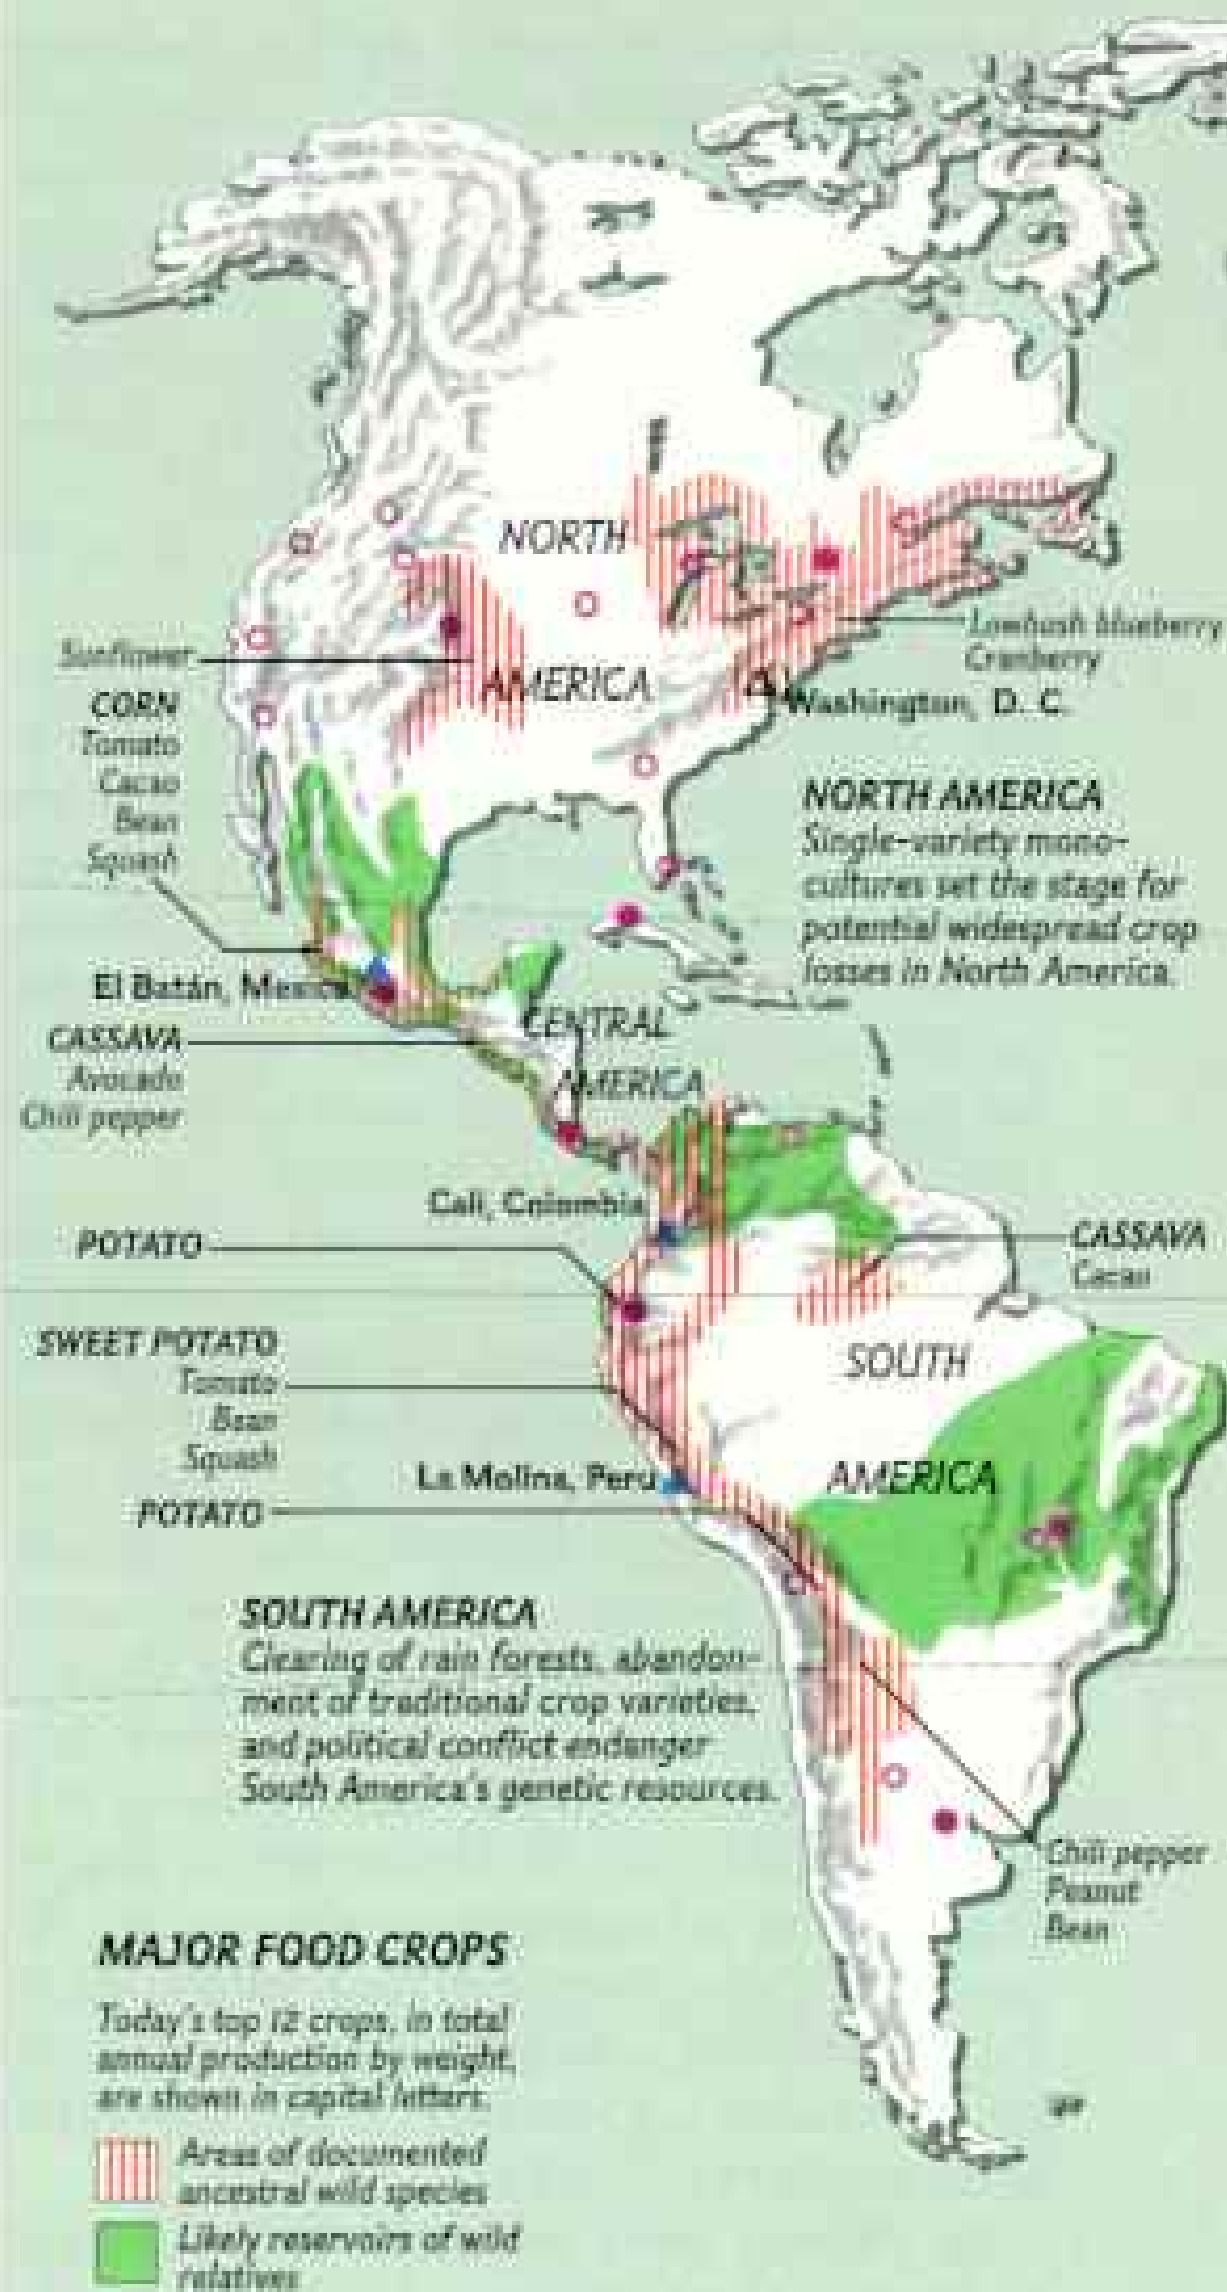 NORTH
AMERICA
Sunflower
CORN
Tomato
Cacao
Bean
Squash
Lowbush blueberry
Cranberry
Washington, D. C.
NORTH AMERICA
Single-variety mono-
cultures set the stage for
potential widespread crop
losses in North America.
El Batán, Mexico
CASSAVA
Avocado
Chili pepper
CENTRAL
AMERICA
Cali, Colombia
POTATO
CASSAVA
Cacao
SWEET POTATO
Tomato
Bean
Squash
SOUTH
AMERICA
La Molina, Peru
POTATO
SOUTH AMERICA
Clearing of rain forests, abandon-
ment of traditional crop varieties,
and political conflict endanger
South America's genetic resources.
Chili pepper
Peanut
Bean
MAJOR FOOD CROPS
Today's top 12 crops, in total
annual production by weight,
are shown in capital letters.
Areas of documented
ancestral wild species
Likely reservoirs of wild
relatives